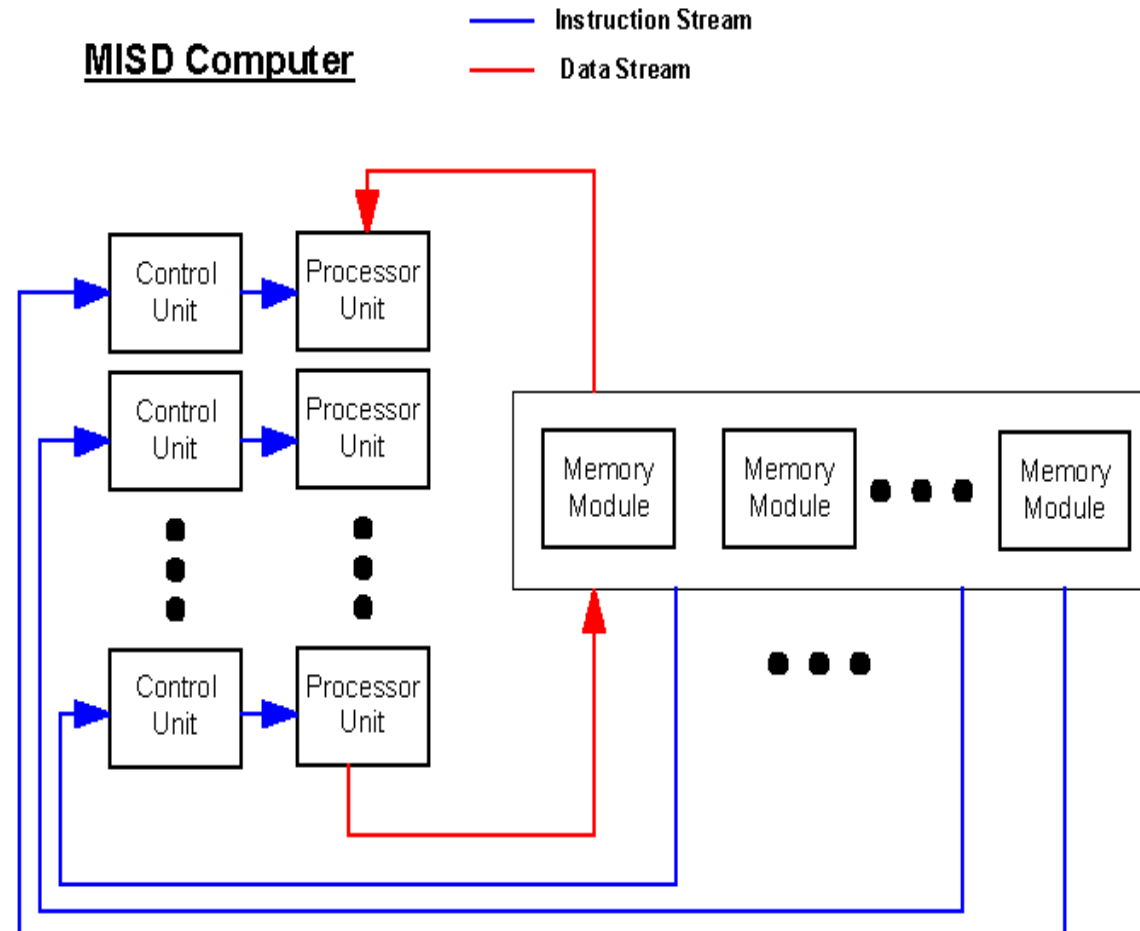 Instruction Stream
MISD Computer
Data Stream
Control
Unit
Processor
Unit
Control
Unit
Processor
Unit
Memory
Module
Memory
Module
Memory
Module
Control
Unit
Processor
Unit